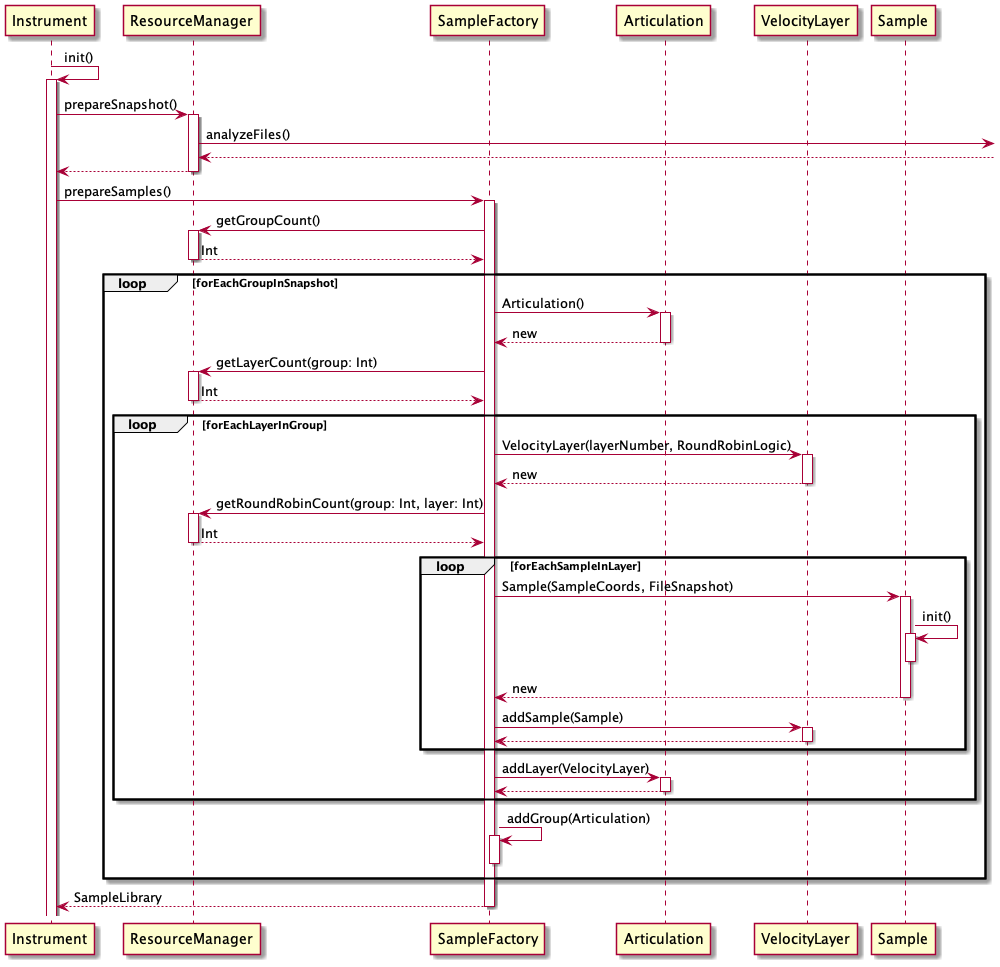 Instrument ResourceManager SampleFactory Articulation VelocityLayer Sample
init()
prepareSnapshot()
analyzeFiles()
prepareSamples()
getGroupCount()
Int
loop [forEachGroupInSnapshot]
Articulation()
new
getLayerCount(group: Int)
Int
loop [forEachLayerInGroup]
VelocityLayer(layerNumber, RoundRobinLogic)
new
getRoundRobinCount(group: Int, layer: Int)
Int
loop [forEachSampleInLayer]
Sample(SampleCoords, FileSnapshot)
init()
new
addSample(Sample)
addLayer(VelocityLayer)
addGroup(Articulation)
SampleLibrary
Instrument ResourceManager SampleFactory Articulation VelocityLayer Sample